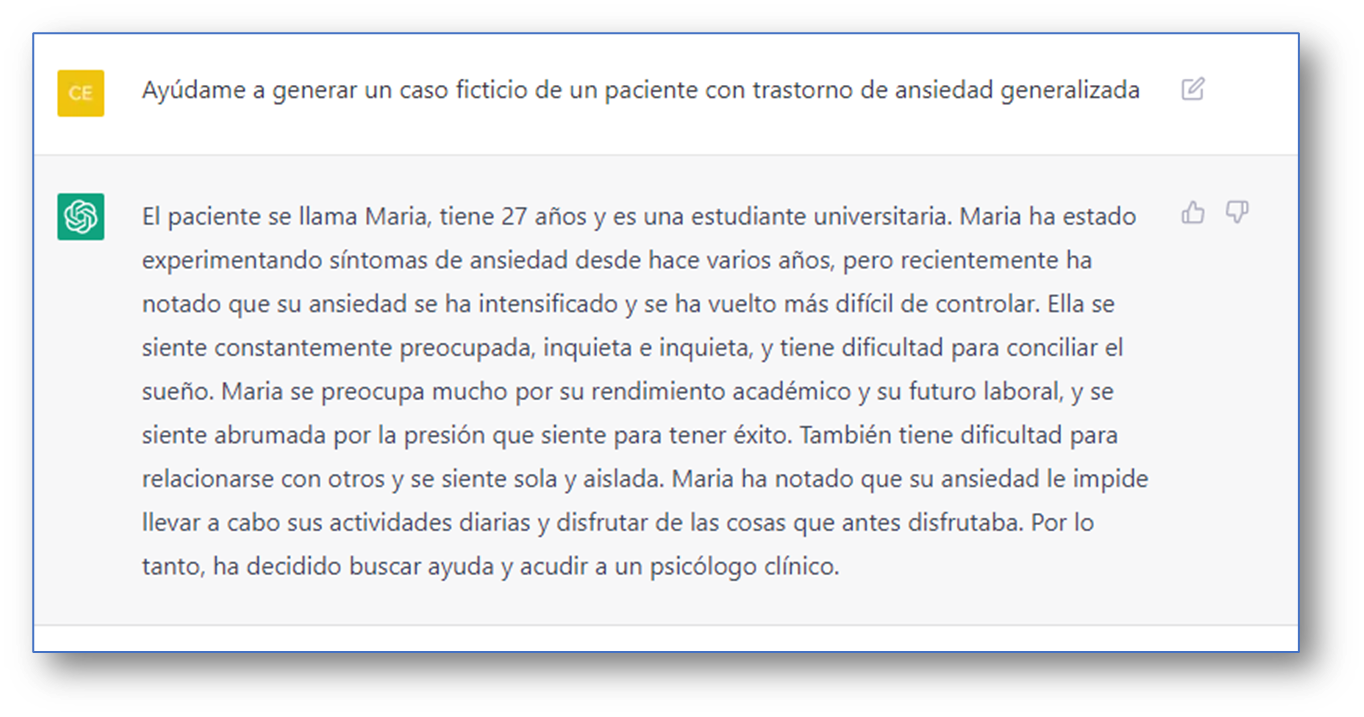 CE
Ayúdame a generar un caso ficticio de un paciente con trastorno de ansiedad generalizada
El paciente se llama Maria, tiene 27 años y es una estudiante universitaria. Maria ha estado
experimentando síntomas de ansiedad desde hace varios años, pero recientemente ha
notado que su ansiedad se ha intensificado y se ha vuelto más difícil de controlar. Ella se
siente constantemente preocupada, inquieta e inquieta, y tiene dificultad para conciliar el
sueño. Maria se preocupa mucho por su rendimiento académico y su futuro laboral, y se
siente abrumada por la presión que siente para tener éxito. También tiene dificultad para
relacionarse con otros y se siente sola y aislada. Maria ha notado que su ansiedad le impide
llevar a cabo sus actividades diarias y disfrutar de las cosas que antes disfrutaba. Por lo
tanto, ha decidido buscar ayuda y acudir a un psicólogo clínico.